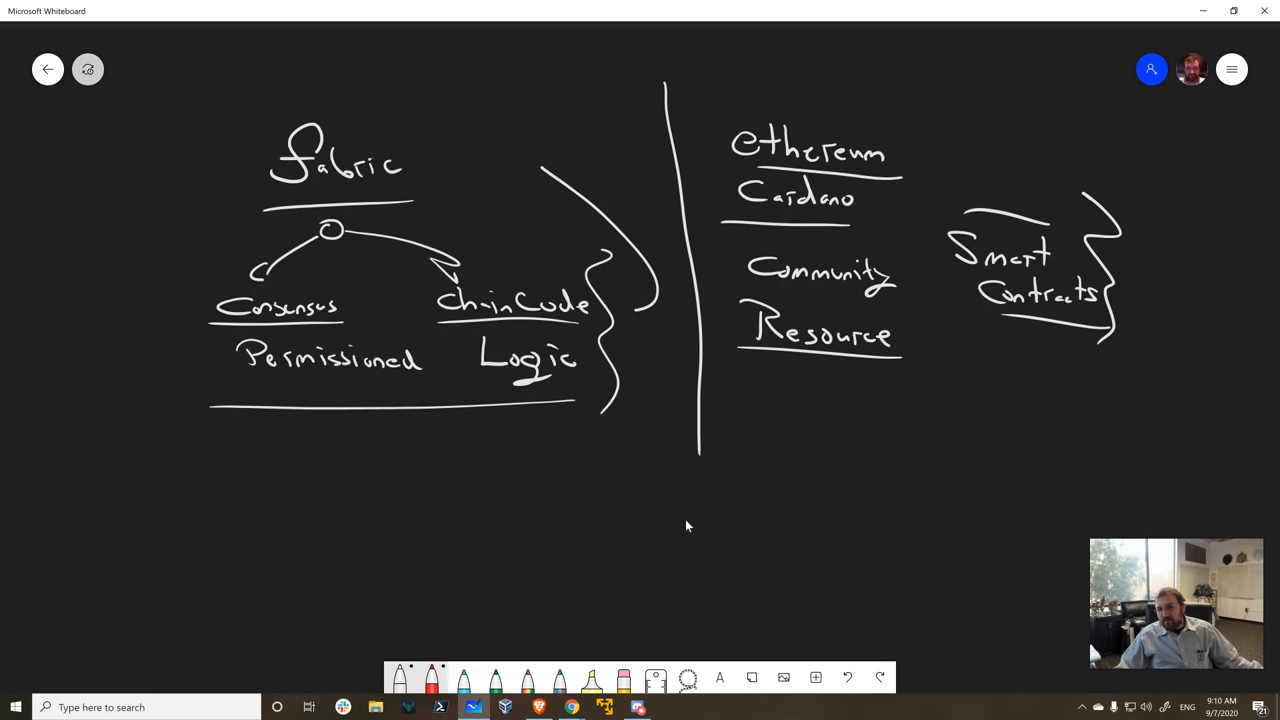 Microsoft Whiteboard
Fabric
Consensus
ChainCode
Permissioned
Logic
ethereum
Cardano
Community
Resource
Smart
Contracts
A
Type here to search
ENG
9:10 AM
9/7/2020
21